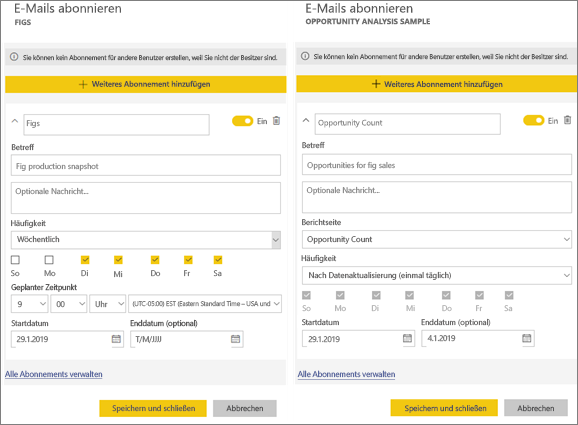 E-Mails abonnieren
FIGS
Sie können kein Abonnement für andere Benutzer erstellen, weil Sie nicht der Besitzer sind.
+ Weiteres Abonnement hinzufügen
Figs
Ein
Betreff
Fig production snapshot
Optionale Nachricht...
Häufigkeit
Wöchentlich
So Mo Di Mi Do Fr Sa
Geplanter Zeitpunkt
9 00 Uhr (UTC-05:00) EST (Eastern Standard Time – USA und
Startdatum Enddatum (optional)
29.1.2019 T/M/JJJJ
Alle Abonnements verwalten
Speichern und schließen Abbrechen
E-Mails abonnieren
OPPORTUNITY ANALYSIS SAMPLE
Sie können kein Abonnement für andere Benutzer erstellen, weil Sie nicht der Besitzer sind.
+ Weiteres Abonnement hinzufügen
Opportunity Count
Ein
Betreff
Opportunities for fig sales
Optionale Nachricht...
Berichtseite
Opportunity Count
Häufigkeit
Nach Datenaktualisierung (einmal täglich)
So Mo Di Mi Do Fr Sa
Startdatum Enddatum (optional)
29.1.2019 4.1.2019
Alle Abonnements verwalten
Speichern und schließen Abbrechen